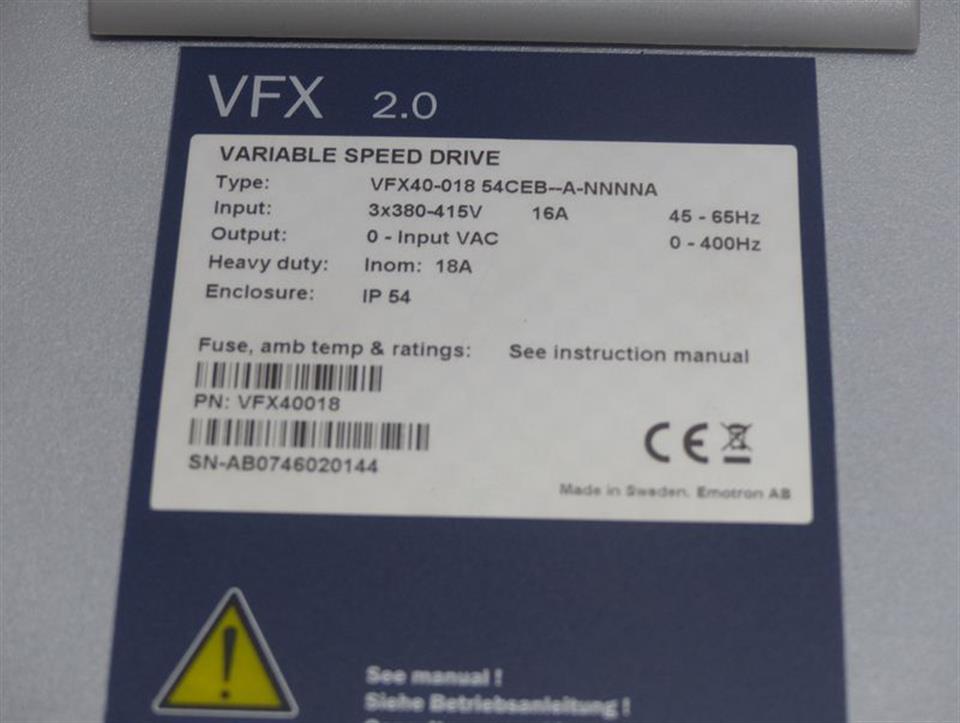 VFX 2.0
VARIABLE SPEED DRIVE
Type: VFX40-018 54CEB--A-NNNNA
Input: 3x380-415V 16A 45 - 65Hz
Output: 0 - Input VAC 0 - 400Hz
Heavy duty: Inom: 18A
Enclosure: IP 54
Fuse, amb temp & ratings: See instruction manual
PN: VFX40018
SN-AB0746020144
CE
Made in Sweden. Emotron AB
See manual !
Siehe Betriebsanleitung !